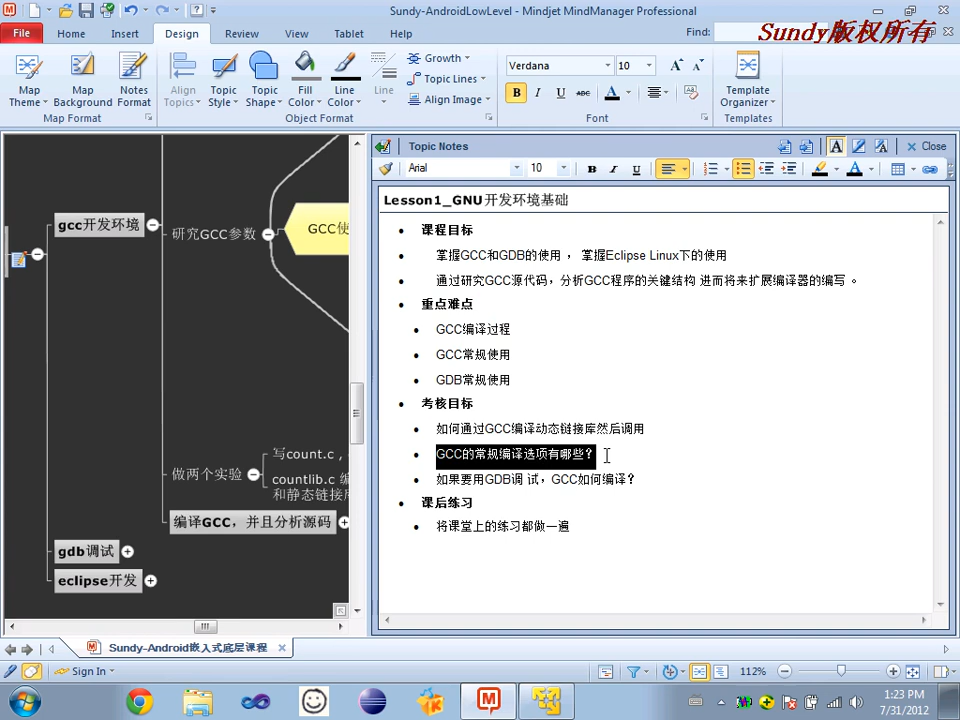 Sundy-AndroidLowLevel - Mindjet MindManager Professional
File Home Insert Design Review View Tablet Help Find:
Sundy版权所有
Map Theme Map Background Notes Format Align Topics Topic Style Topic Shape Fill Color Line Color Line Growth Topic Lines Align Image Verdana 10 B I U ABC A Template Organizer
Map Format Object Format Font Templates
Topic Notes Close
Arial 10 B I U
Lesson1_GNU开发环境基础
课程目标
掌握GCC和GDB的使用 ， 掌握Eclipse Linux下的使用
通过研究GCC源代码，分析GCC程序的关键结构 进而将来扩展编译器的编写 。
重点难点
GCC编译过程
GCC常规使用
GDB常规使用
考核目标
如何通过GCC编译动态链接库然后调用
GCC的常规编译选项有哪些？
如果要用GDB调 试，GCC如何编译？
课后练习
将课堂上的练习都做一遍
gcc开发环境
研究GCC参数
GCC使
做两个实验
写count.c ,
countlib.c 编
和静态链接库
编译GCC，并且分析源码
gdb调试
eclipse开发
Sundy-Android嵌入式底层课程
Sign In 112%
1:23 PM
7/31/2012